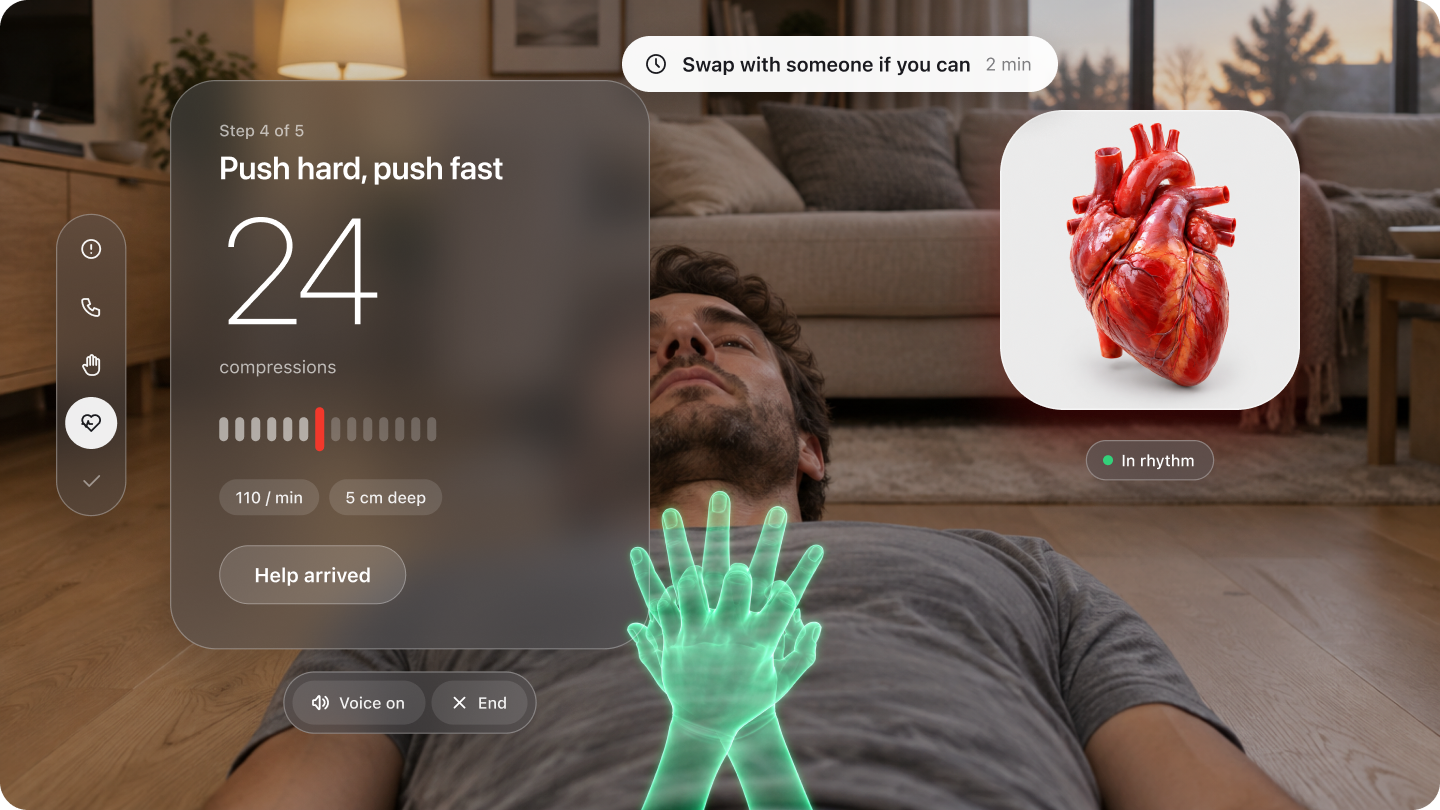 Swap with someone if you can 2 min
Step 4 of 5
Push hard, push fast
24
compressions
110 / min
5 cm deep
Help arrived
In rhythm
Voice on
End